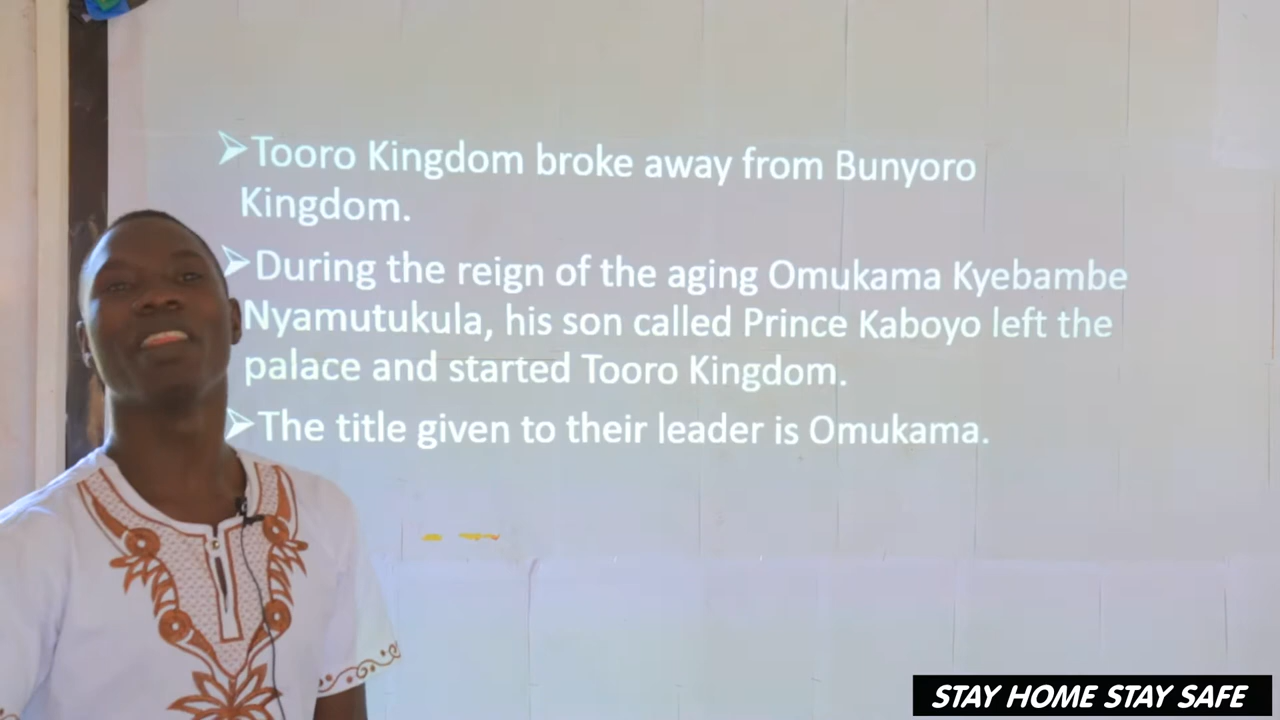 ➢Tooro Kingdom broke away from Bunyoro
Kingdom.
➢During the reign of the aging Omukama Kyebambe
Nyamutukula, his son called Prince Kaboyo left the
palace and started Tooro Kingdom.
➢The title given to their leader is Omukama.
STAY HOME STAY SAFE